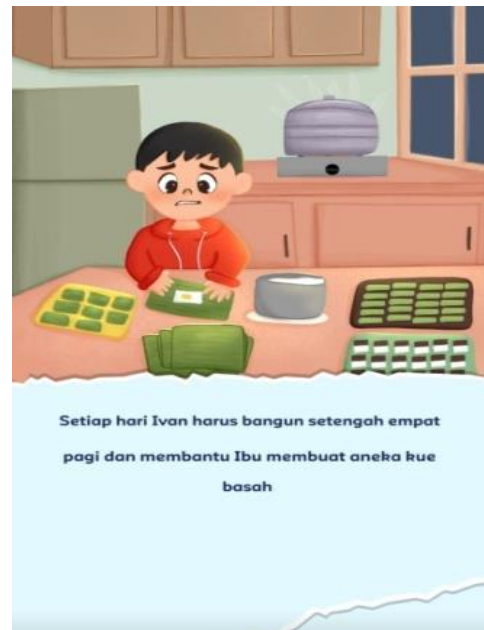 Setiap hari Ivan harus bangun setengah empat
pagi dan membantu Ibu membuat aneka kue
basah